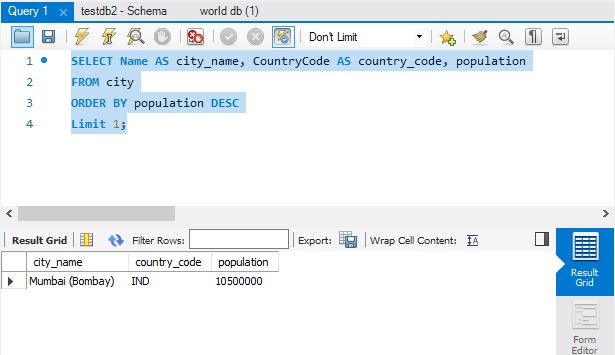 Query 1 × testdb2 - Schema world db (1)
Don't Limit
1 SELECT Name AS city_name, CountryCode AS country_code, population
2 FROM city
3 ORDER BY population DESC
4 Limit 1;
Result Grid Filter Rows: Export: Wrap Cell Content:
city_name country_code population
Mumbai (Bombay) IND 10500000
Result
Grid
Form
Editor